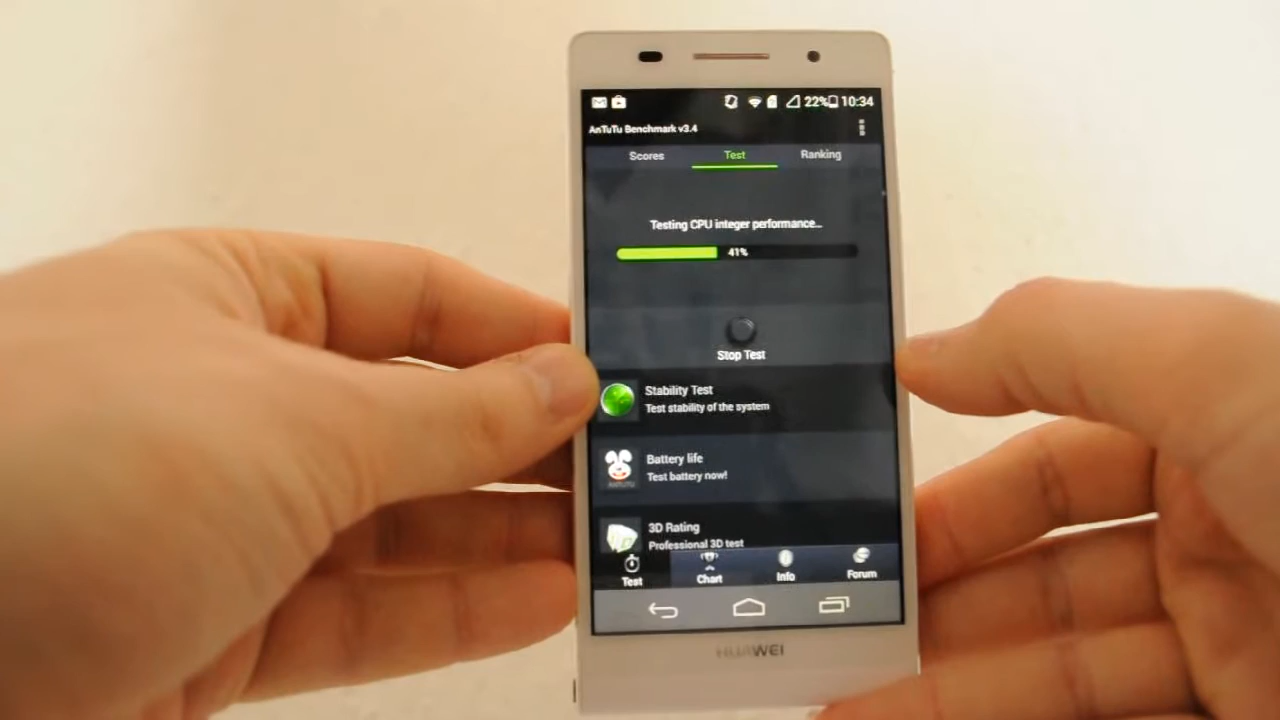 22% 10:34
AnTuTu Benchmark v3.4
Scores Test Ranking
Testing CPU integer performance...
41%
Stop Test
Stability Test
Test stability of the system
Battery life
Test battery now!
ANTUTU
3D Rating
Professional 3D test
Test Chart Info Forum
HUAWEI